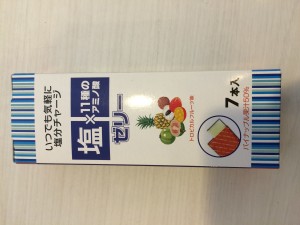 いつでも気軽に
塩分チャージ
塩×11種の
アミノ酸
ゼリー
トロピカルフルーツ味
7本入
パイナップル果汁50%